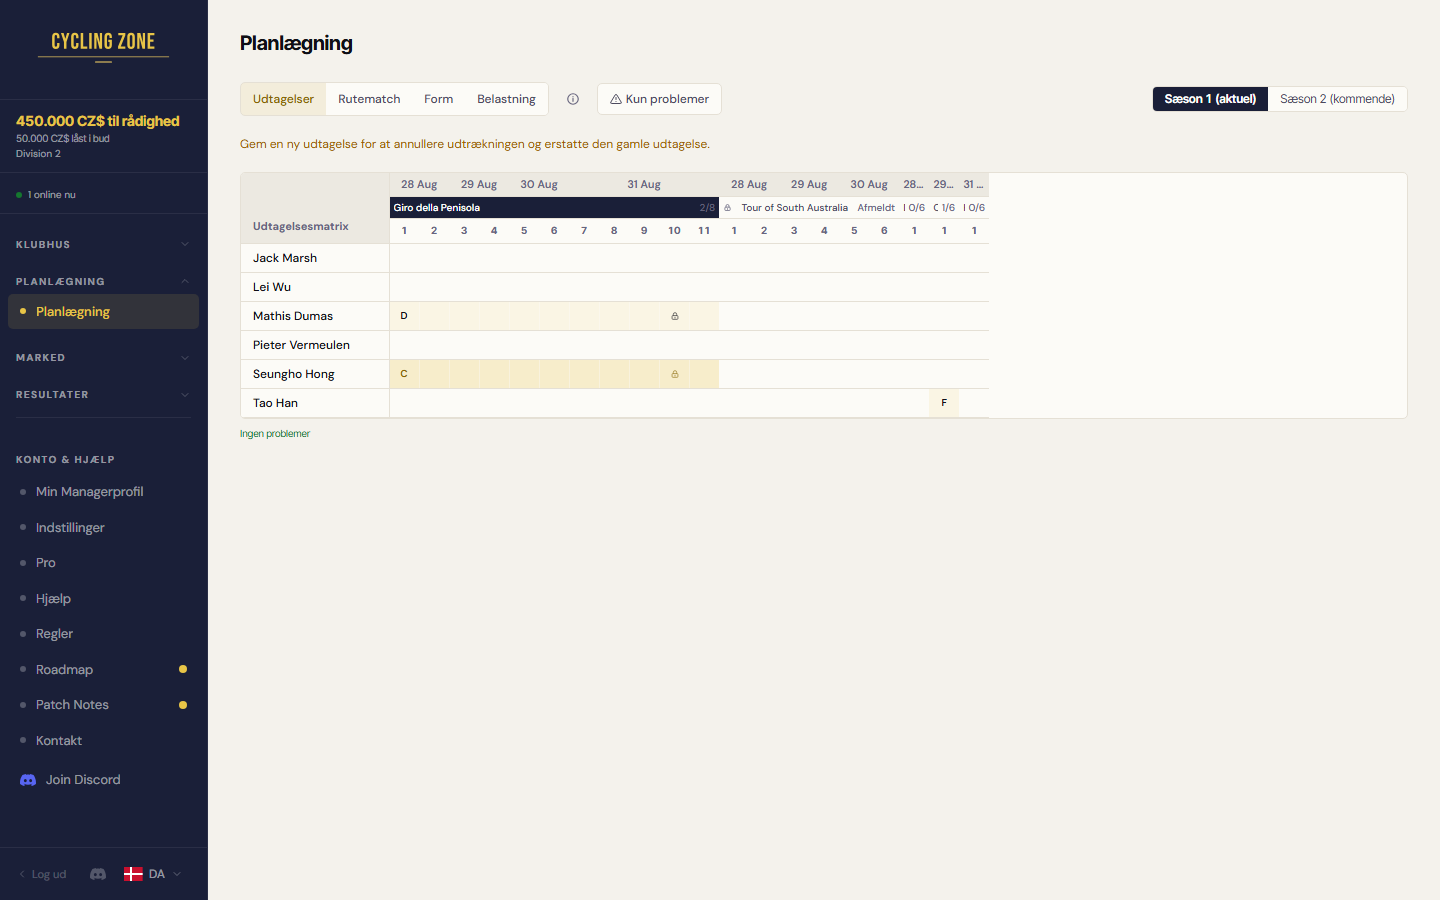 CYCLING ZONE
450.000 CZ$ til rådighed
50.000 CZ$ låst i bud
Division 2
1 online nu
KLUBHUS
PLANLÆGNING
Planlægning
MARKED
RESULTATER
KONTO & HJÆLP
Min Managerprofil
Indstillinger
Pro
Hjælp
Regler
Roadmap
Patch Notes
Kontakt
Join Discord
Log ud
DA
Planlægning
Udtagelser Rutematch Form Belastning Kun problemer Sæson 1 (aktuel) Sæson 2 (kommende)
Gem en ny udtagelse for at annullere udtrækningen og erstatte den gamle udtagelse.
28 Aug 29 Aug 30 Aug 31 Aug 28 Aug 29 Aug 30 Aug 28... 29... 31 ...
Giro della Penisola 2/8 Tour of South Australia Afmeldt 0/6 1/6 0/6
Udtagelsesmatrix 1 2 3 4 5 6 7 8 9 10 11 1 2 3 4 5 6 1 1 1
Jack Marsh
Lei Wu
Mathis Dumas D
Pieter Vermeulen
Seungho Hong C
Tao Han F
Ingen problemer